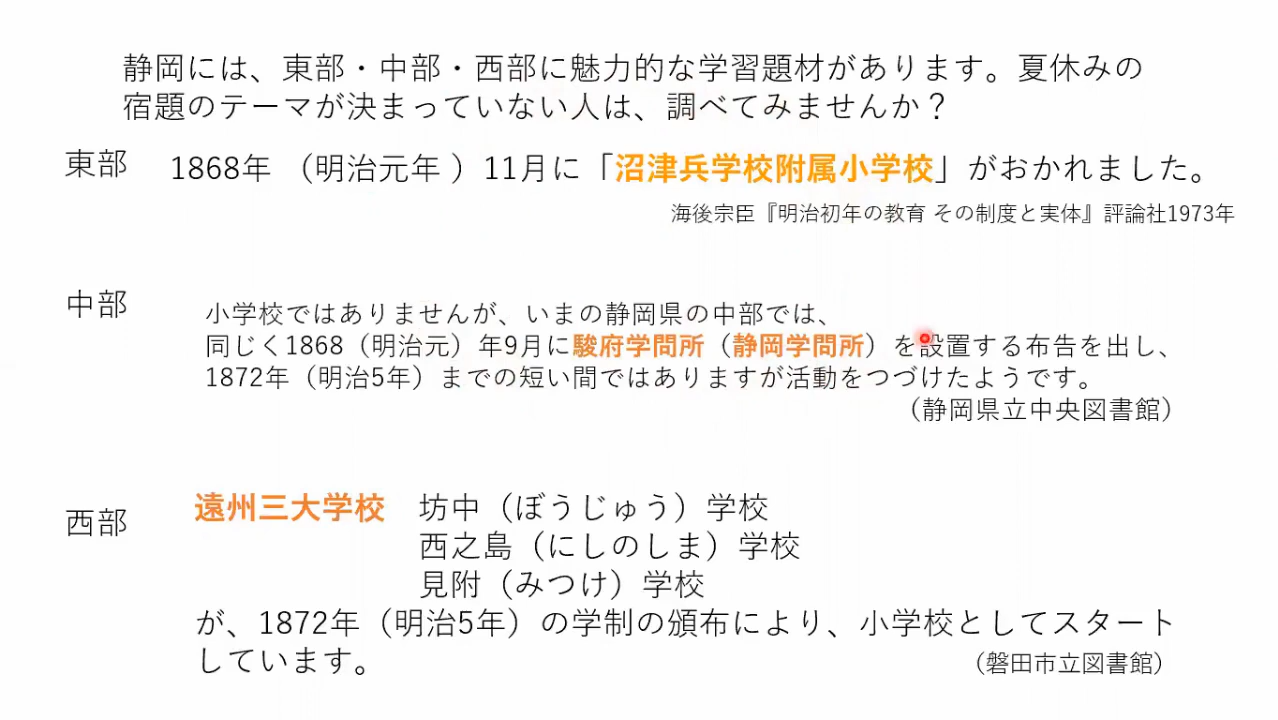 静岡には、東部・中部・西部に魅力的な学習題材があります。夏休みの
宿題のテーマが決まっていない人は、調べてみませんか？
東部 1868年 （明治元年 ）11月に「沼津兵学校附属小学校」がおかれました。
海後宗臣『明治初年の教育 その制度と実体』評論社1973年
中部
小学校ではありませんが、いまの静岡県の中部では、
同じく1868（明治元）年9月に駿府学問所（静岡学問所）を設置する布告を出し、
1872年（明治5年）までの短い間ではありますが活動をつづけたようです。
（静岡県立中央図書館）
西部
遠州三大学校 坊中（ぼうじゅう）学校
西之島（にしのしま）学校
見附（みつけ）学校
が、1872年（明治5年）の学制の頒布により、小学校としてスタート
しています。
（磐田市立図書館）